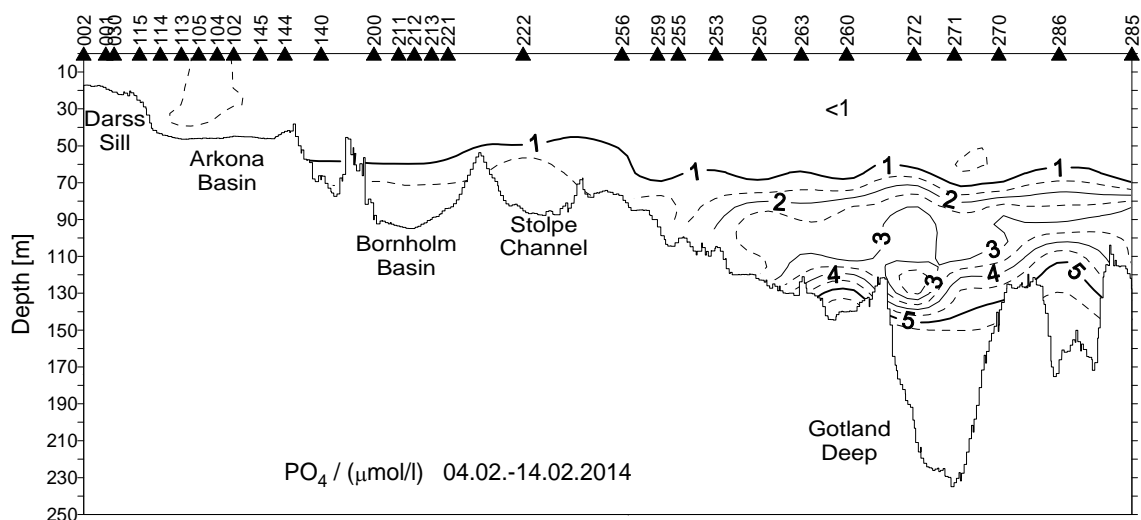 002 001 030 115 114 113 105 104 102 145 144 140 200 211 212 213 221 222 256 259 255 253 250 263 260 272 271 270 286 285
10
30
50
70
90
110
130
150
170
190
210
230
250
Depth [m]
<1
Darss
Sill
Arkona
Basin
1 1 1 1
2 2
Bornholm
Basin
Stolpe
Channel
3 3
4 4 3
5 5
Gotland
Deep
PO4 / (μmol/l) 04.02.-14.02.2014